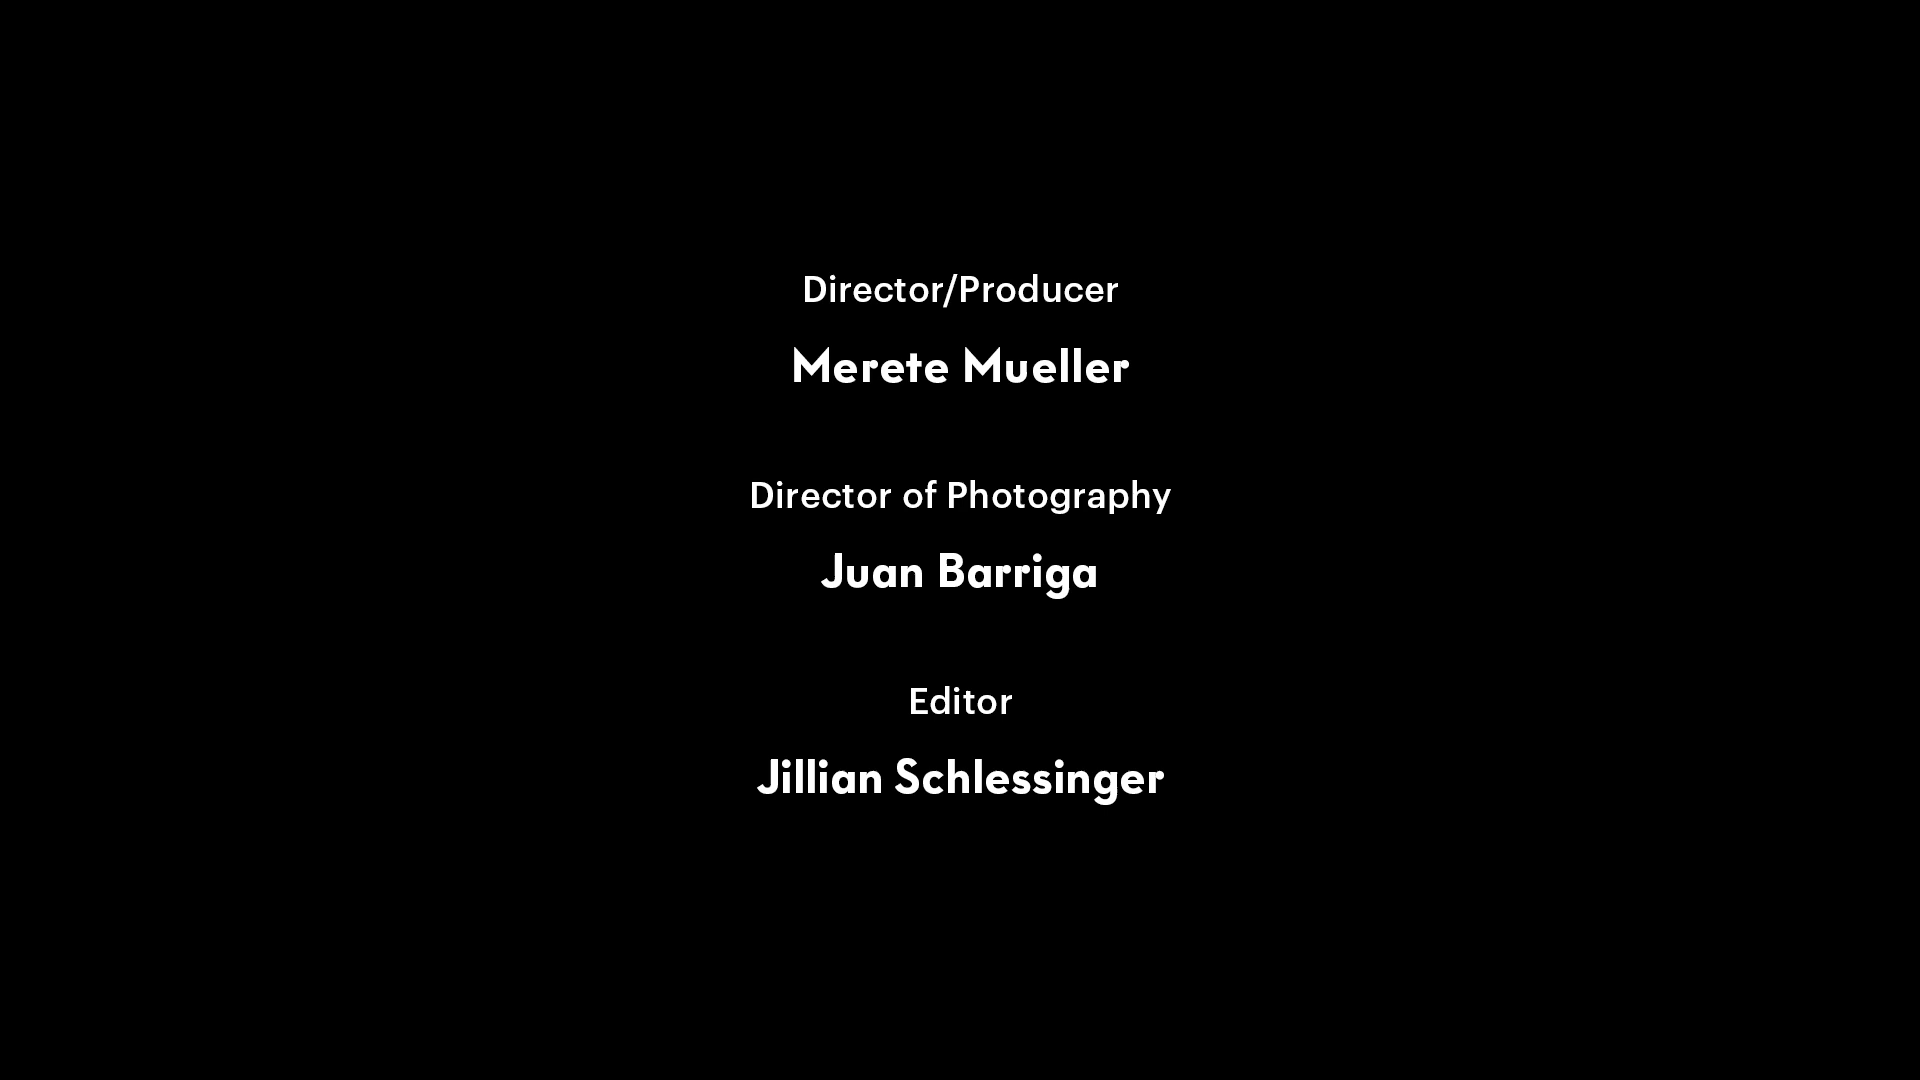 Director/Producer
Merete Mueller
Director of Photography
Juan Barriga
Editor
Jillian Schlessinger